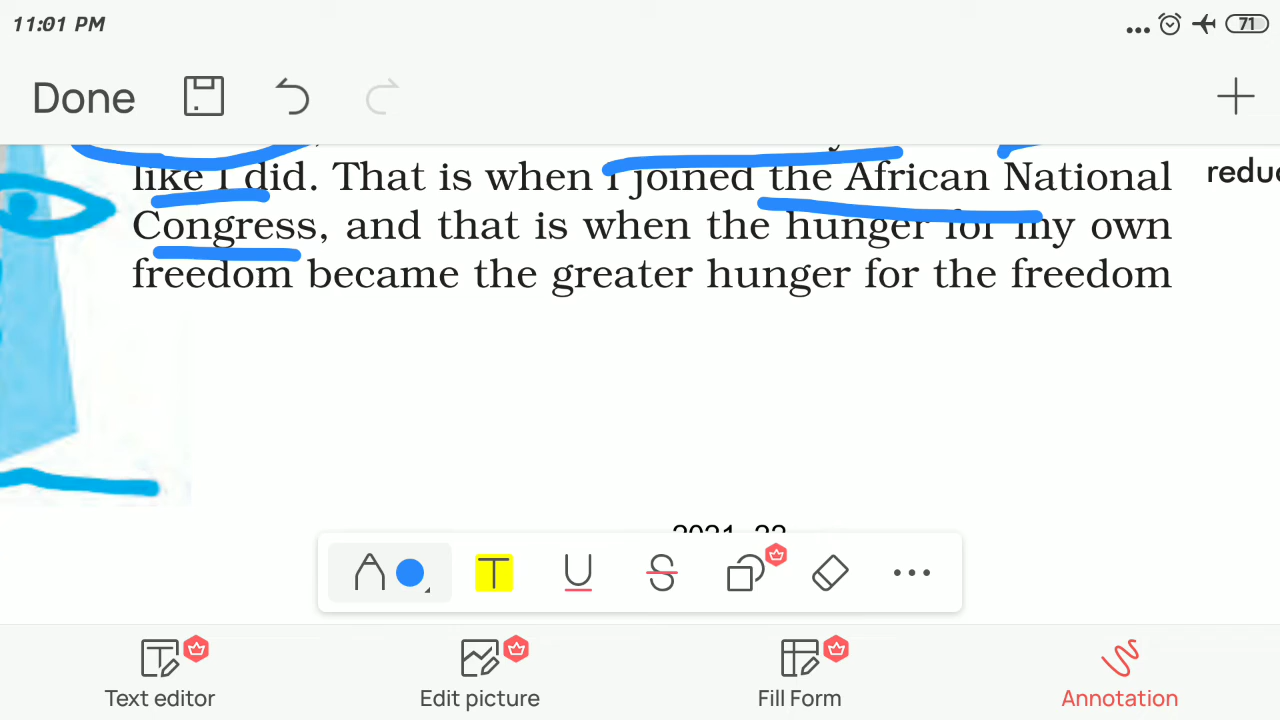 11:01 PM
71
Done
like I did. That is when I joined the African National
reduc
Congress, and that is when the hunger for my own
freedom became the greater hunger for the freedom
2021–22
T
U
S
Text editor
Edit picture
Fill Form
Annotation